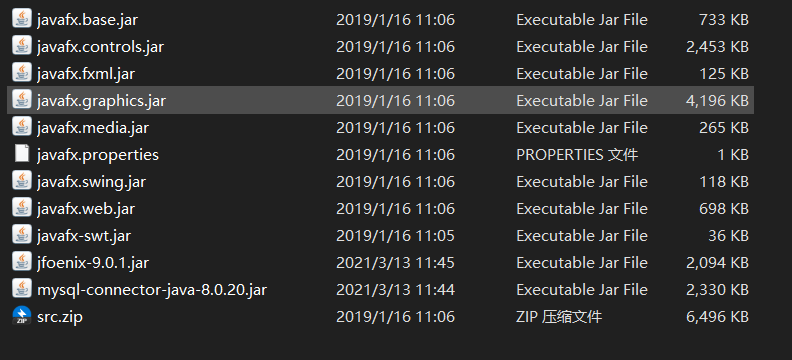 javafx.base.jar 2019/1/16 11:06 Executable Jar File 733 KB
javafx.controls.jar 2019/1/16 11:06 Executable Jar File 2,453 KB
javafx.fxml.jar 2019/1/16 11:06 Executable Jar File 125 KB
javafx.graphics.jar 2019/1/16 11:06 Executable Jar File 4,196 KB
javafx.media.jar 2019/1/16 11:06 Executable Jar File 265 KB
javafx.properties 2019/1/16 11:06 PROPERTIES 文件 1 KB
javafx.swing.jar 2019/1/16 11:06 Executable Jar File 118 KB
javafx.web.jar 2019/1/16 11:06 Executable Jar File 698 KB
javafx-swt.jar 2019/1/16 11:05 Executable Jar File 36 KB
jfoenix-9.0.1.jar 2021/3/13 11:45 Executable Jar File 2,094 KB
mysql-connector-java-8.0.20.jar 2021/3/13 11:44 Executable Jar File 2,330 KB
ZIP src.zip 2019/1/16 11:06 ZIP 压缩文件 6,496 KB